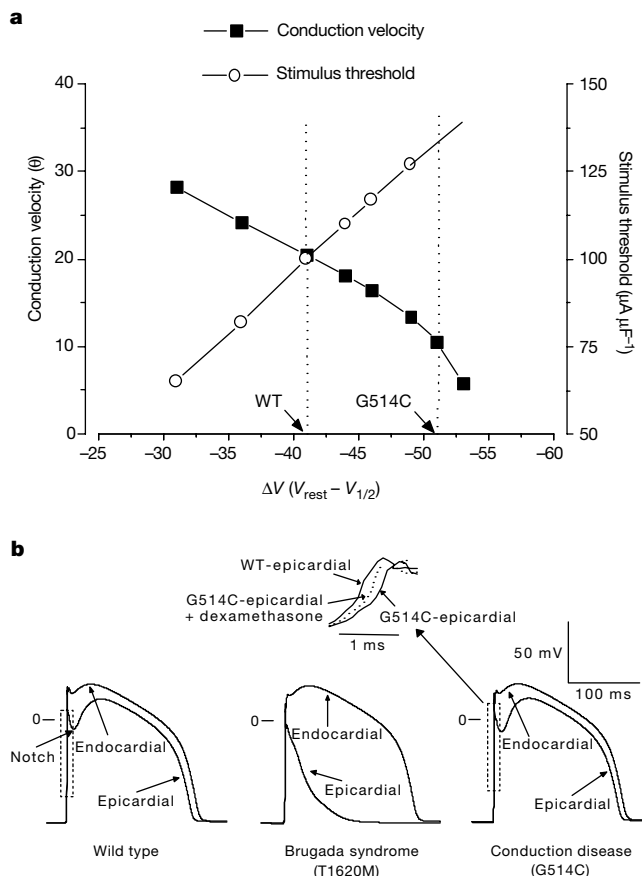 a
Conduction velocity
Stimulus threshold
40
30
20
10
0
Conduction velocity (θ)
150
125
100
75
50
Stimulus threshold (μA μF⁻¹)
WT
G514C
–25 –30 –35 –40 –45 –50 –55 –60
ΔV (Vrest – V1/2)
b
WT-epicardial
G514C-epicardial
+ dexamethasone
G514C-epicardial
1 ms
50 mV
100 ms
0
Notch
Endocardial
Epicardial
Wild type
0
Endocardial
Epicardial
Brugada syndrome
(T1620M)
0
Endocardial
Epicardial
Conduction disease
(G514C)